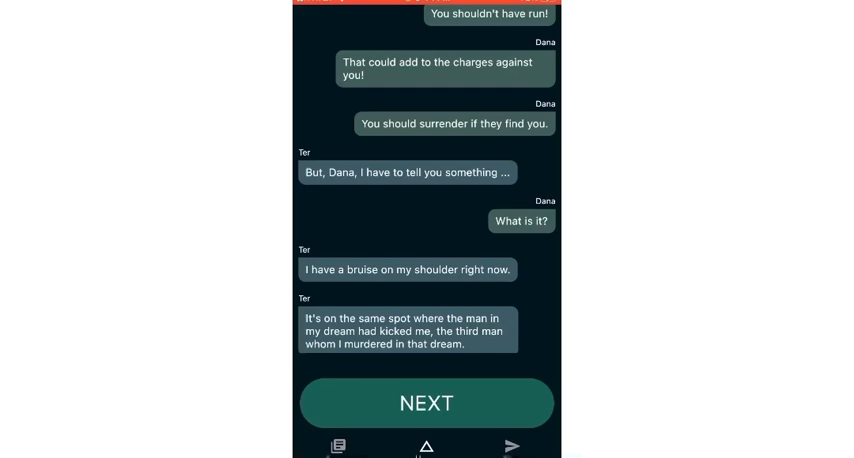 You shouldn't have run!
Dana
That could add to the charges against
you!
Dana
You should surrender if they find you.
Ter
But, Dana, I have to tell you something ...
Dana
What is it?
Ter
I have a bruise on my shoulder right now.
Ter
It's on the same spot where the man in
my dream had kicked me, the third man
whom I murdered in that dream.
NEXT